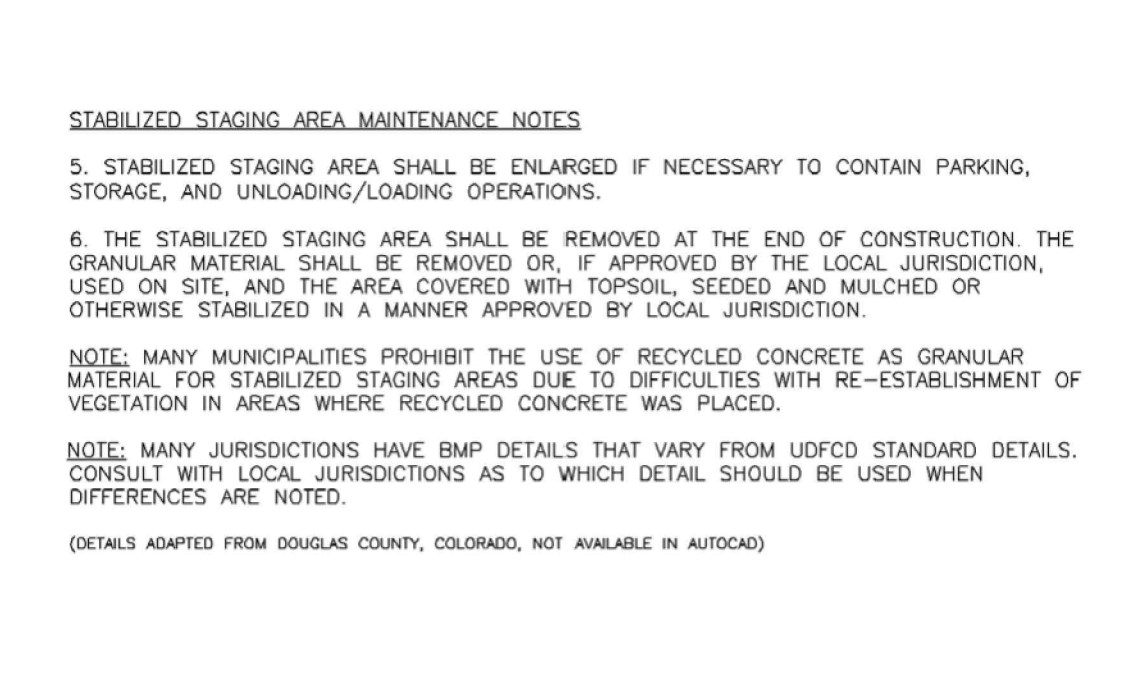 STABILIZED STAGING AREA MAINTENANCE NOTES
5. STABILIZED STAGING AREA SHALL BE ENLARGED IF NECESSARY TO CONTAIN PARKING,
STORAGE, AND UNLOADING/LOADING OPERATIONS.
6. THE STABILIZED STAGING AREA SHALL BE REMOVED AT THE END OF CONSTRUCTION. THE
GRANULAR MATERIAL SHALL BE REMOVED OR, IF APPROVED BY THE LOCAL JURISDICTION,
USED ON SITE, AND THE AREA COVERED WITH TOPSOIL, SEEDED AND MULCHED OR
OTHERWISE STABILIZED IN A MANNER APPROVED BY LOCAL JURISDICTION.
NOTE: MANY MUNICIPALITIES PROHIBIT THE USE OF RECYCLED CONCRETE AS GRANULAR
MATERIAL FOR STABILIZED STAGING AREAS DUE TO DIFFICULTIES WITH RE-ESTABLISHMENT OF
VEGETATION IN AREAS WHERE RECYCLED CONCRETE WAS PLACED.
NOTE: MANY JURISDICTIONS HAVE BMP DETAILS THAT VARY FROM UDFCD STANDARD DETAILS.
CONSULT WITH LOCAL JURISDICTIONS AS TO WHICH DETAIL SHOULD BE USED WHEN
DIFFERENCES ARE NOTED.
(DETAILS ADAPTED FROM DOUGLAS COUNTY, COLORADO, NOT AVAILABLE IN AUTOCAD)